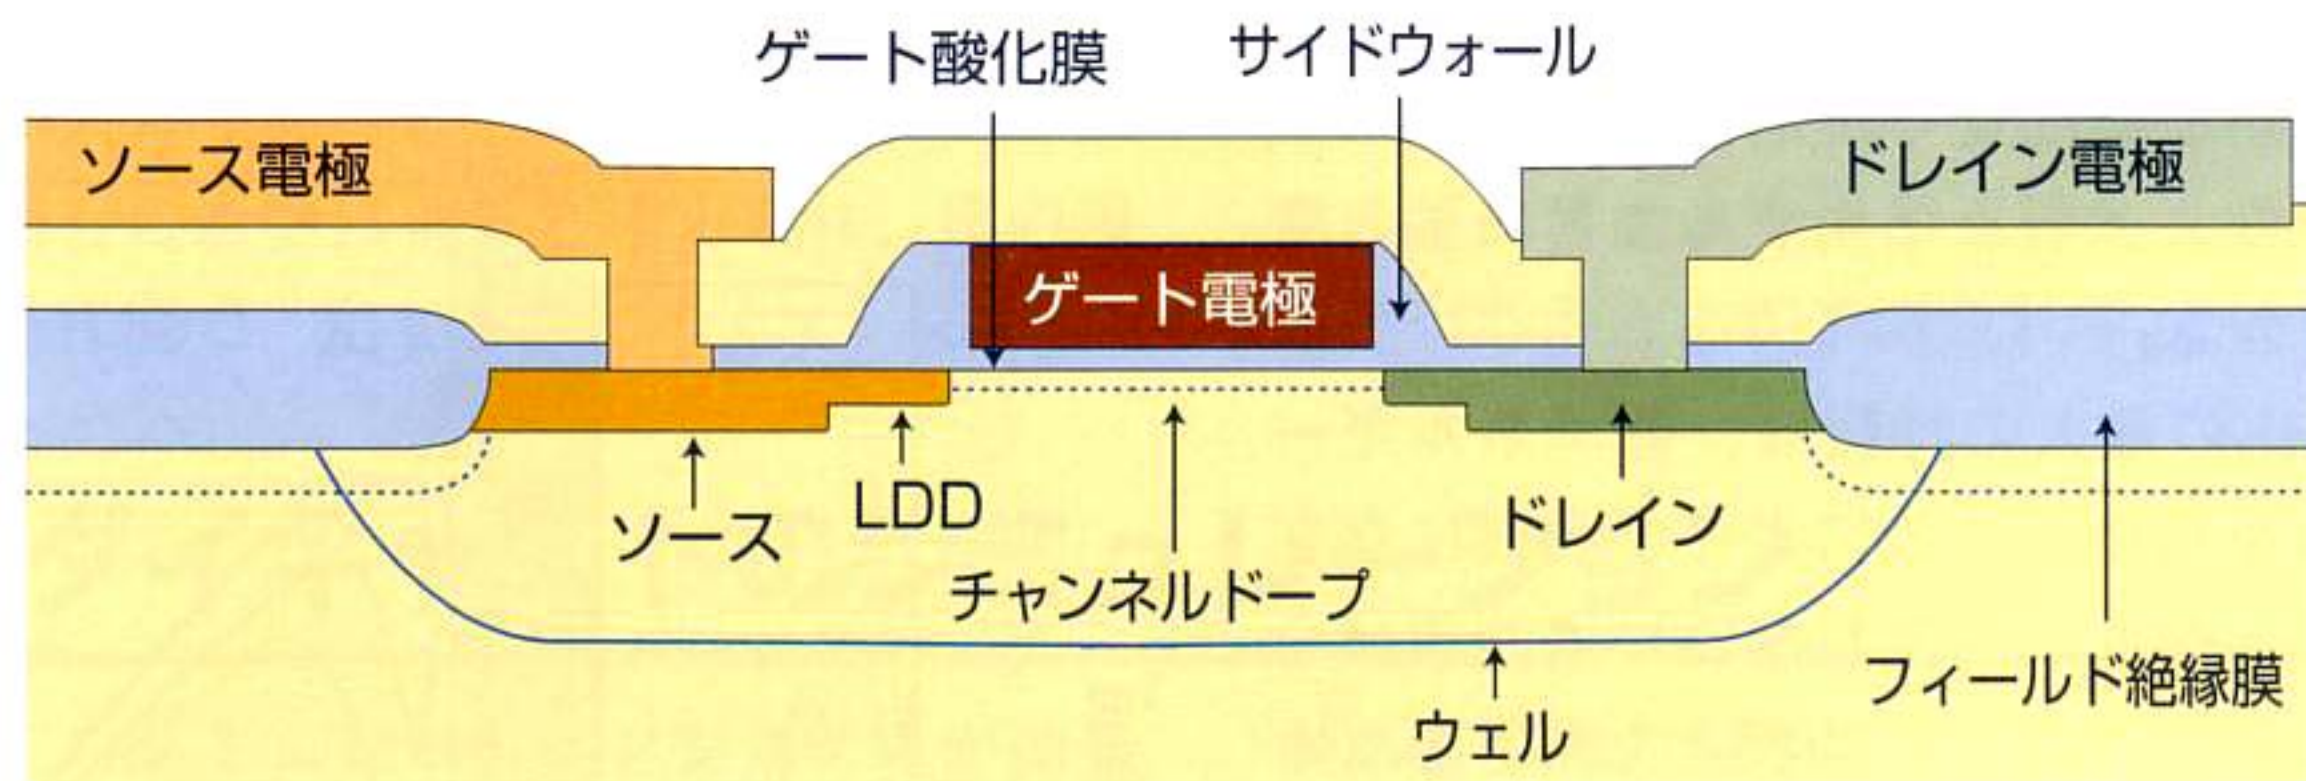 ゲート酸化膜
サイドウォール
ソース電極
ドレイン電極
ゲート電極
ソース
LDD
チャンネルドープ
ドレイン
ウェル
フィールド絶縁膜